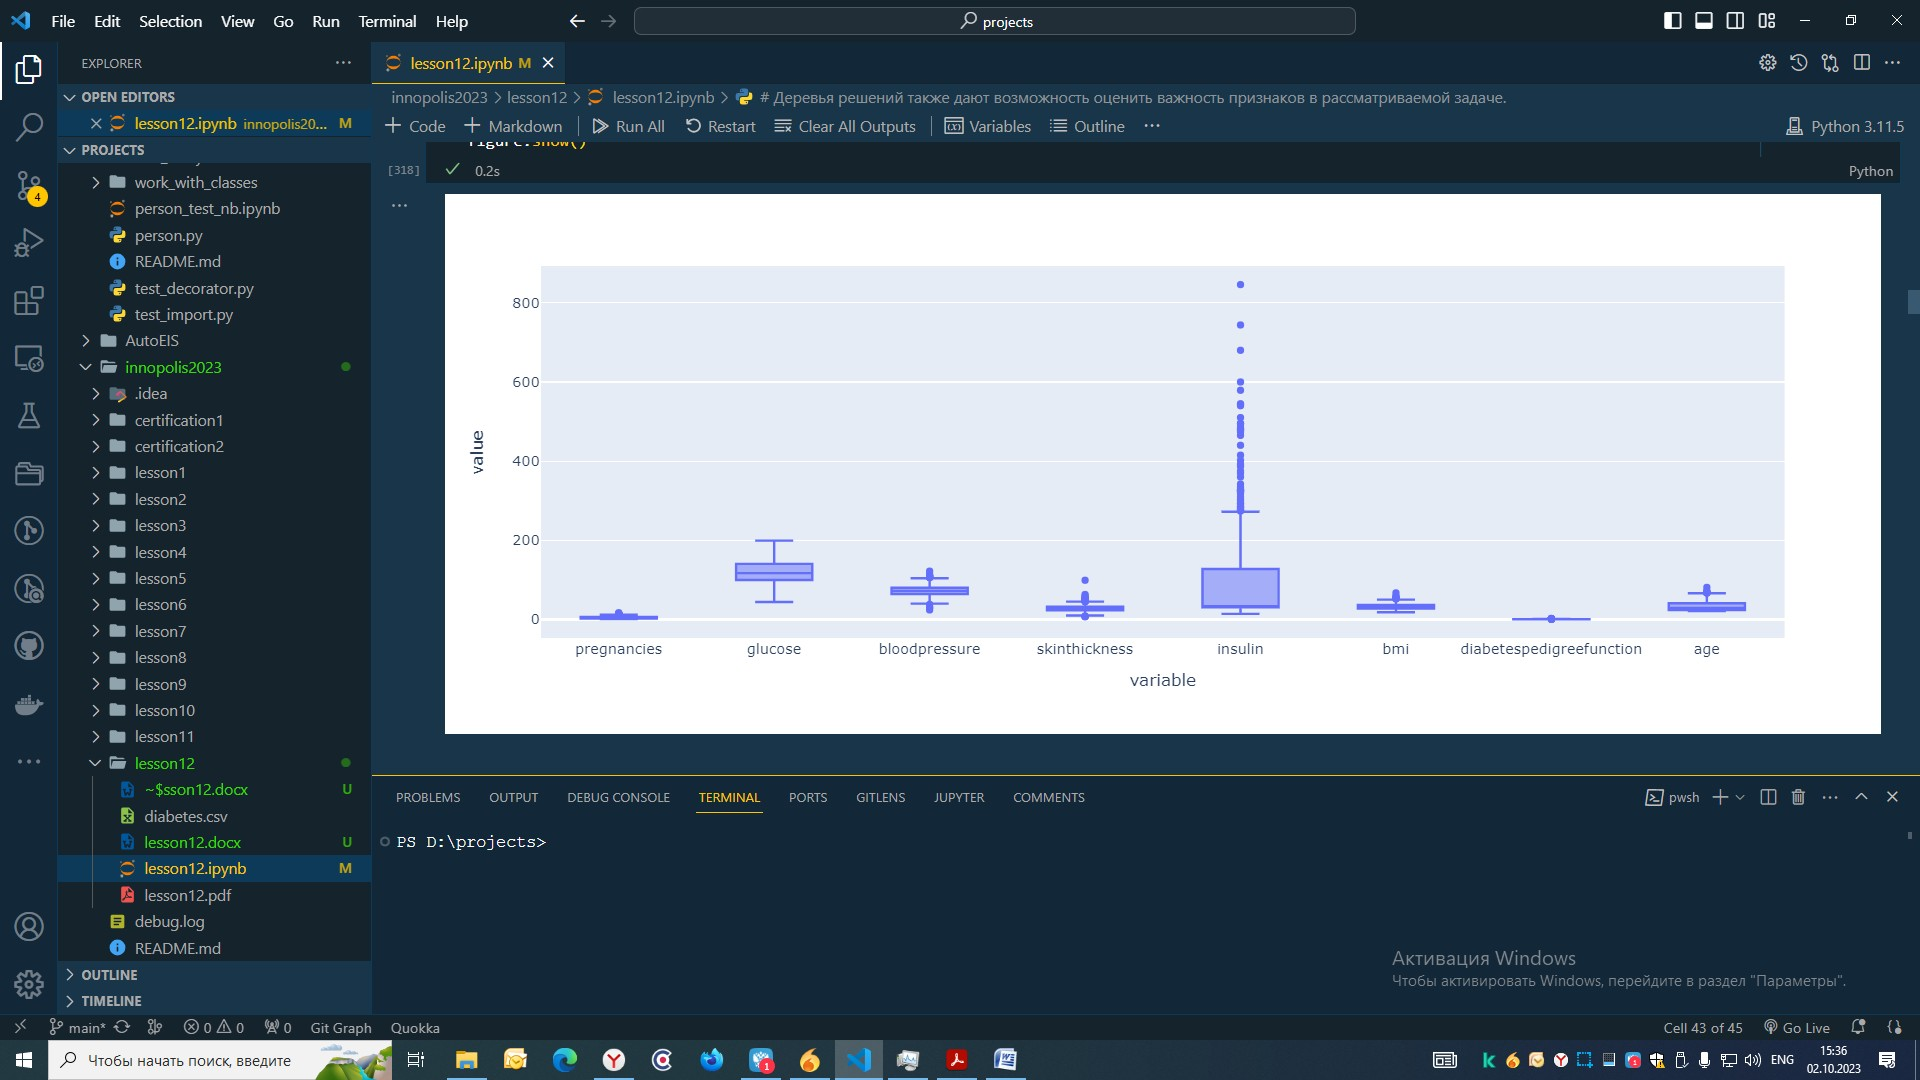 File Edit Selection View Go Run Terminal Help
projects
EXPLORER
OPEN EDITORS
lesson12.ipynb innopolis20... M
PROJECTS
work_with_classes
person_test_nb.ipynb
person.py
README.md
test_decorator.py
test_import.py
AutoEIS
innopolis2023
.idea
certification1
certification2
lesson1
lesson2
lesson3
lesson4
lesson5
lesson6
lesson7
lesson8
lesson9
lesson10
lesson11
lesson12
~$sson12.docx U
diabetes.csv
lesson12.docx U
lesson12.ipynb M
lesson12.pdf
debug.log
README.md
OUTLINE
TIMELINE
4
lesson12.ipynb M
innopolis2023 > lesson12 > lesson12.ipynb > # Деревья решений также дают возможность оценить важность признаков в рассматриваемой задаче.
+ Code + Markdown Run All Restart Clear All Outputs Variables Outline ... Python 3.11.5
figure.show()
[318] 0.2s Python
800
600
400
200
0
value
pregnancies glucose bloodpressure skinthickness insulin bmi diabetespedigreefunction age
variable
PROBLEMS OUTPUT DEBUG CONSOLE TERMINAL PORTS GITLENS JUPYTER COMMENTS pwsh
PS D:\projects>
Активация Windows
Чтобы активировать Windows, перейдите в раздел "Параметры".
main* 0 0 0 Git Graph Quokka Cell 43 of 45 Go Live
Чтобы начать поиск, введите
ENG
15:36
02.10.2023